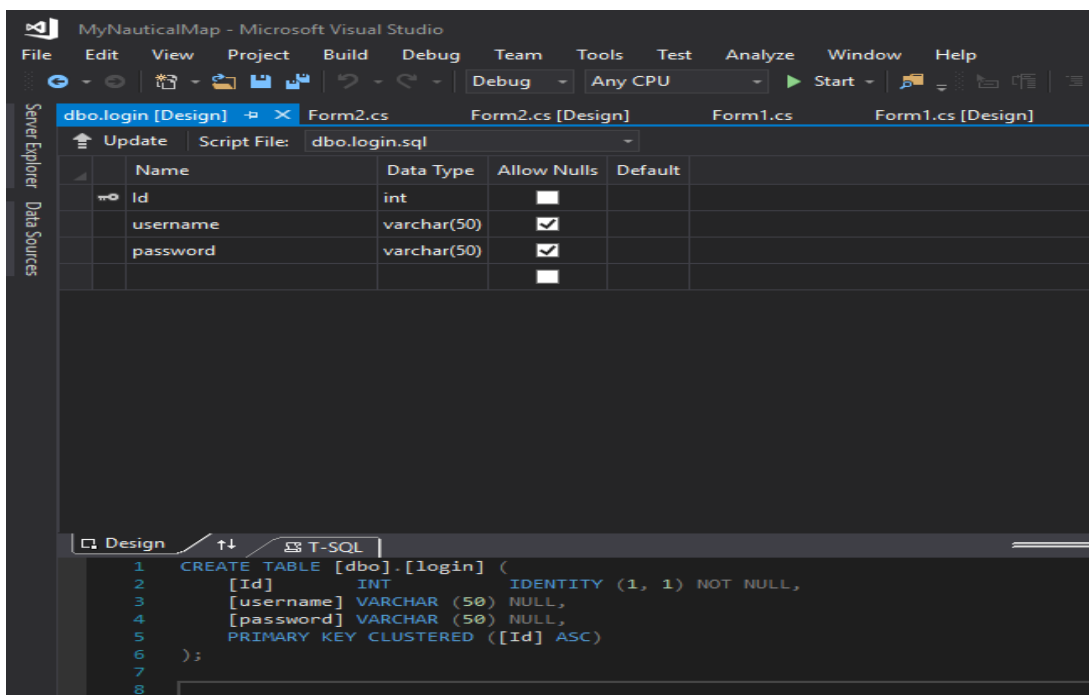 MyNauticalMap - Microsoft Visual Studio
File Edit View Project Build Debug Team Tools Test Analyze Window Help
Debug Any CPU Start
Server Explorer
Data Sources
dbo.login [Design] Form2.cs Form2.cs [Design] Form1.cs Form1.cs [Design]
Update Script File: dbo.login.sql
Name Data Type Allow Nulls Default
Id int
username varchar(50)
password varchar(50)
Design T-SQL
1 CREATE TABLE [dbo].[login] (
2 [Id] INT IDENTITY (1, 1) NOT NULL,
3 [username] VARCHAR (50) NULL,
4 [password] VARCHAR (50) NULL,
5 PRIMARY KEY CLUSTERED ([Id] ASC)
6 );
7
8